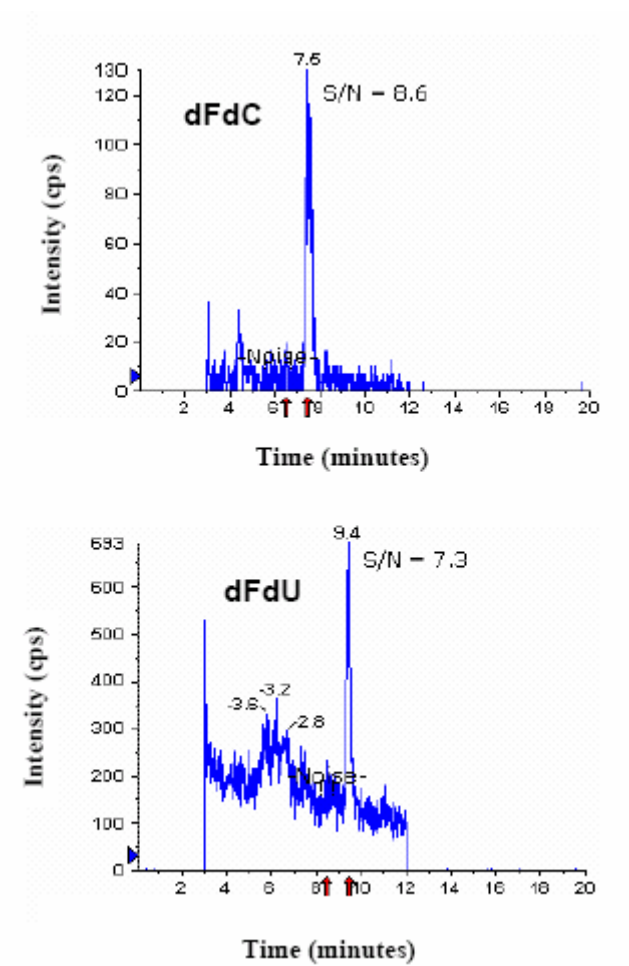 7.5
130
S/N = 8.6
120
dFdC
100
80
60
40
20
-Noise-
0
2 4 6 8 10 12 14 16 18 20
Intensity (cps)
Time (minutes)
9.4
693
S/N = 7.3
600
dFdU
500
400
-3.2
-3.6
-2.8
300
200
-Noise-
100
0
2 4 6 8 10 12 14 16 18 20
Intensity (cps)
Time (minutes)